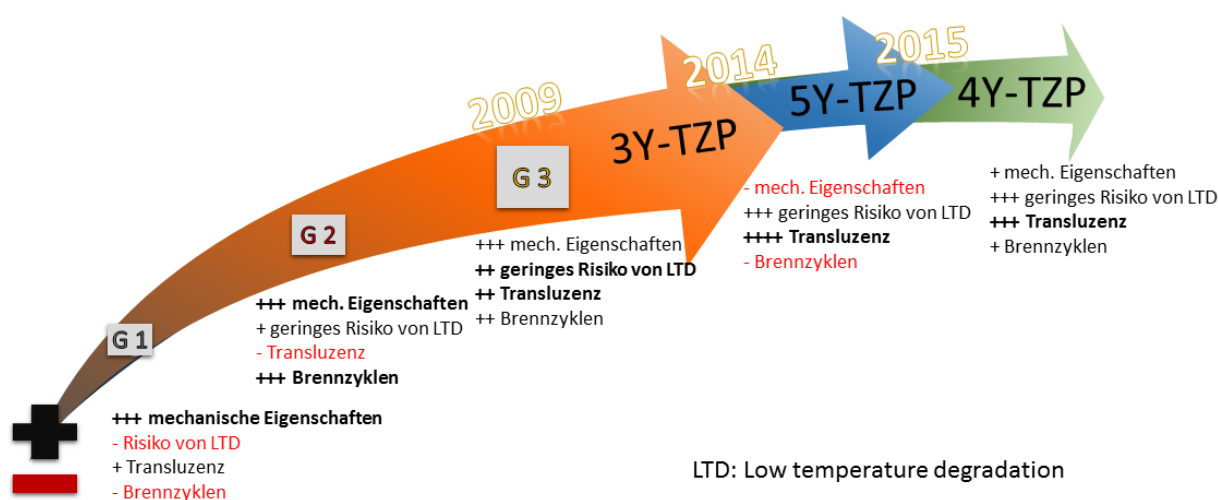 2009
2014
2015
3Y-TZP
5Y-TZP
4Y-TZP
G 1
G 2
G 3
+++ mechanische Eigenschaften
- Risiko von LTD
+ Transluzenz
- Brennzyklen
+++ mech. Eigenschaften
+ geringes Risiko von LTD
- Transluzenz
+++ Brennzyklen
+++ mech. Eigenschaften
++ geringes Risiko von LTD
++ Transluzenz
++ Brennzyklen
- mech. Eigenschaften
+++ geringes Risiko von LTD
++++ Transluzenz
- Brennzyklen
+ mech. Eigenschaften
+++ geringes Risiko von LTD
+++ Transluzenz
+ Brennzyklen
LTD: Low temperature degradation